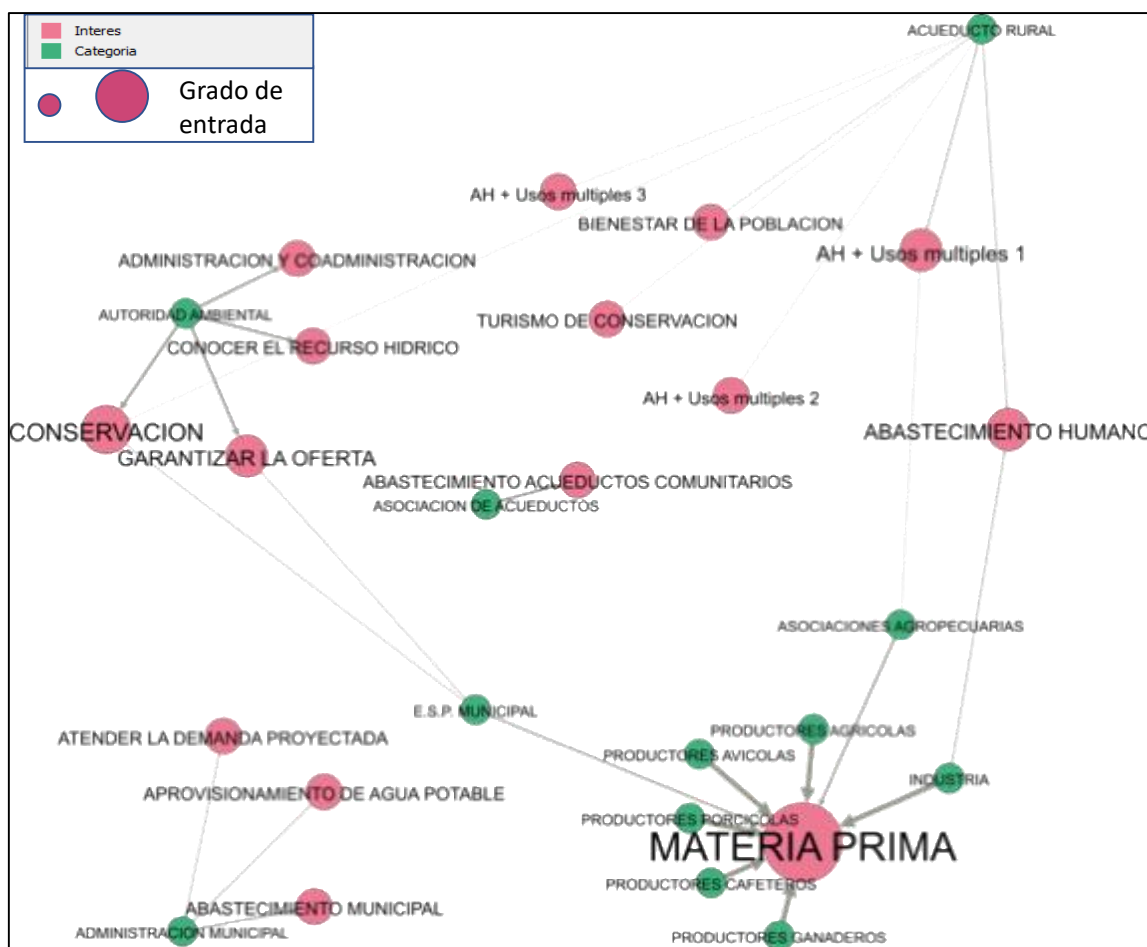 Interes
Categoria
Grado de
entrada
ACUEDUCTO RURAL
AH + Usos multiples 3
BIENESTAR DE LA POBLACION
AH + Usos multiples 1
ADMINISTRACION Y COADMINISTRACION
AUTORIDAD AMBIENTAL
TURISMO DE CONSERVACION
CONOCER EL RECURSO HIDRICO
AH + Usos multiples 2
CONSERVACION
ABASTECIMIENTO HUMANO
GARANTIZAR LA OFERTA
ABASTECIMIENTO ACUEDUCTOS COMUNITARIOS
ASOCIACION DE ACUEDUCTOS
ASOCIACIONES AGROPECUARIAS
E.S.P. MUNICIPAL
PRODUCTORES AGRICOLAS
ATENDER LA DEMANDA PROYECTADA
PRODUCTORES AVICOLAS
INDUSTRIA
APROVISIONAMIENTO DE AGUA POTABLE
PRODUCTORES PORCICOLAS
MATERIA PRIMA
PRODUCTORES CAFETEROS
ABASTECIMIENTO MUNICIPAL
ADMINISTRACION MUNICIPAL
PRODUCTORES GANADEROS